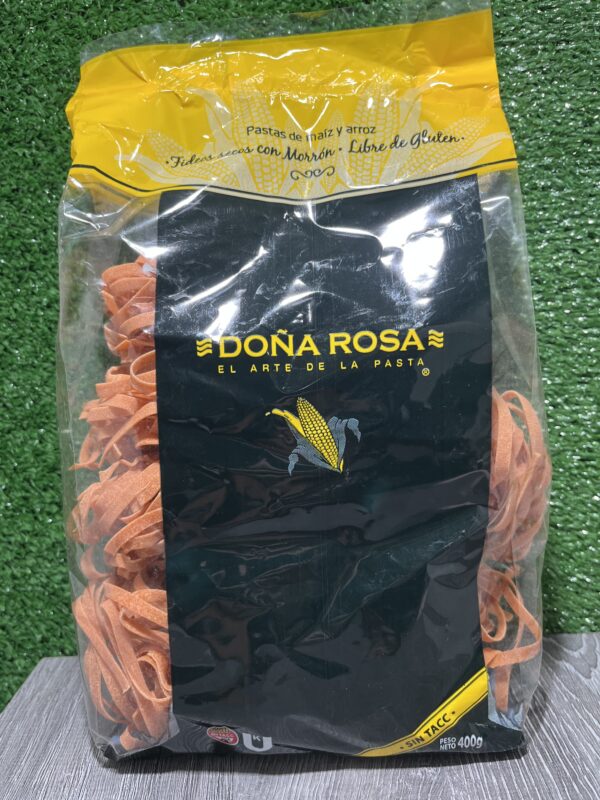 Pastas de maíz y arroz
·Fideos secos con Morrón · Libre de Gluten·
DOÑA ROSA
EL ARTE DE LA PASTA ®
· SIN TACC ·
UK
PESO NETO 400g